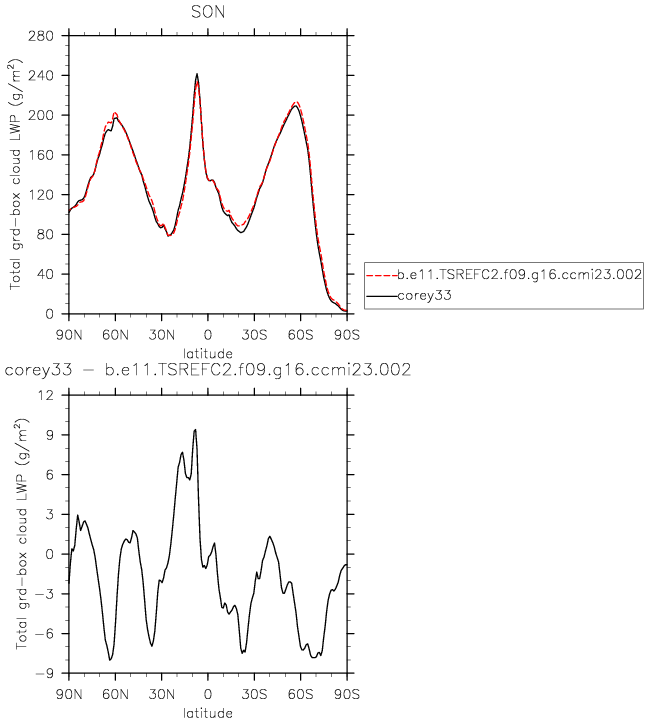 SON
Total grd-box cloud LWP (g/m²)
280
240
200
160
120
80
40
0
90N 60N 30N 0 30S 60S 90S
latitude
b.e11.TSREFC2.f09.g16.ccmi23.002
corey33
corey33 - b.e11.TSREFC2.f09.g16.ccmi23.002
Total grd-box cloud LWP (g/m²)
12
9
6
3
0
-3
-6
-9
90N 60N 30N 0 30S 60S 90S
latitude